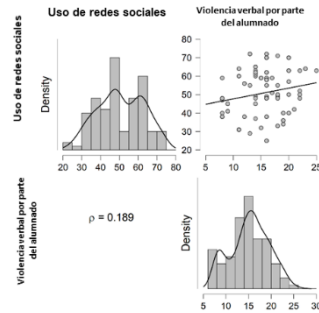 Uso de redes sociales
Violencia verbal por parte
del alumnado
Uso de redes sociales
Density
80
70
60
50
40
30
20
20 30 40 50 60 70 80
5 10 15 20 25
Violencia verbal por parte
del alumnado
ρ = 0.189
Density
5 10 15 20 25 30